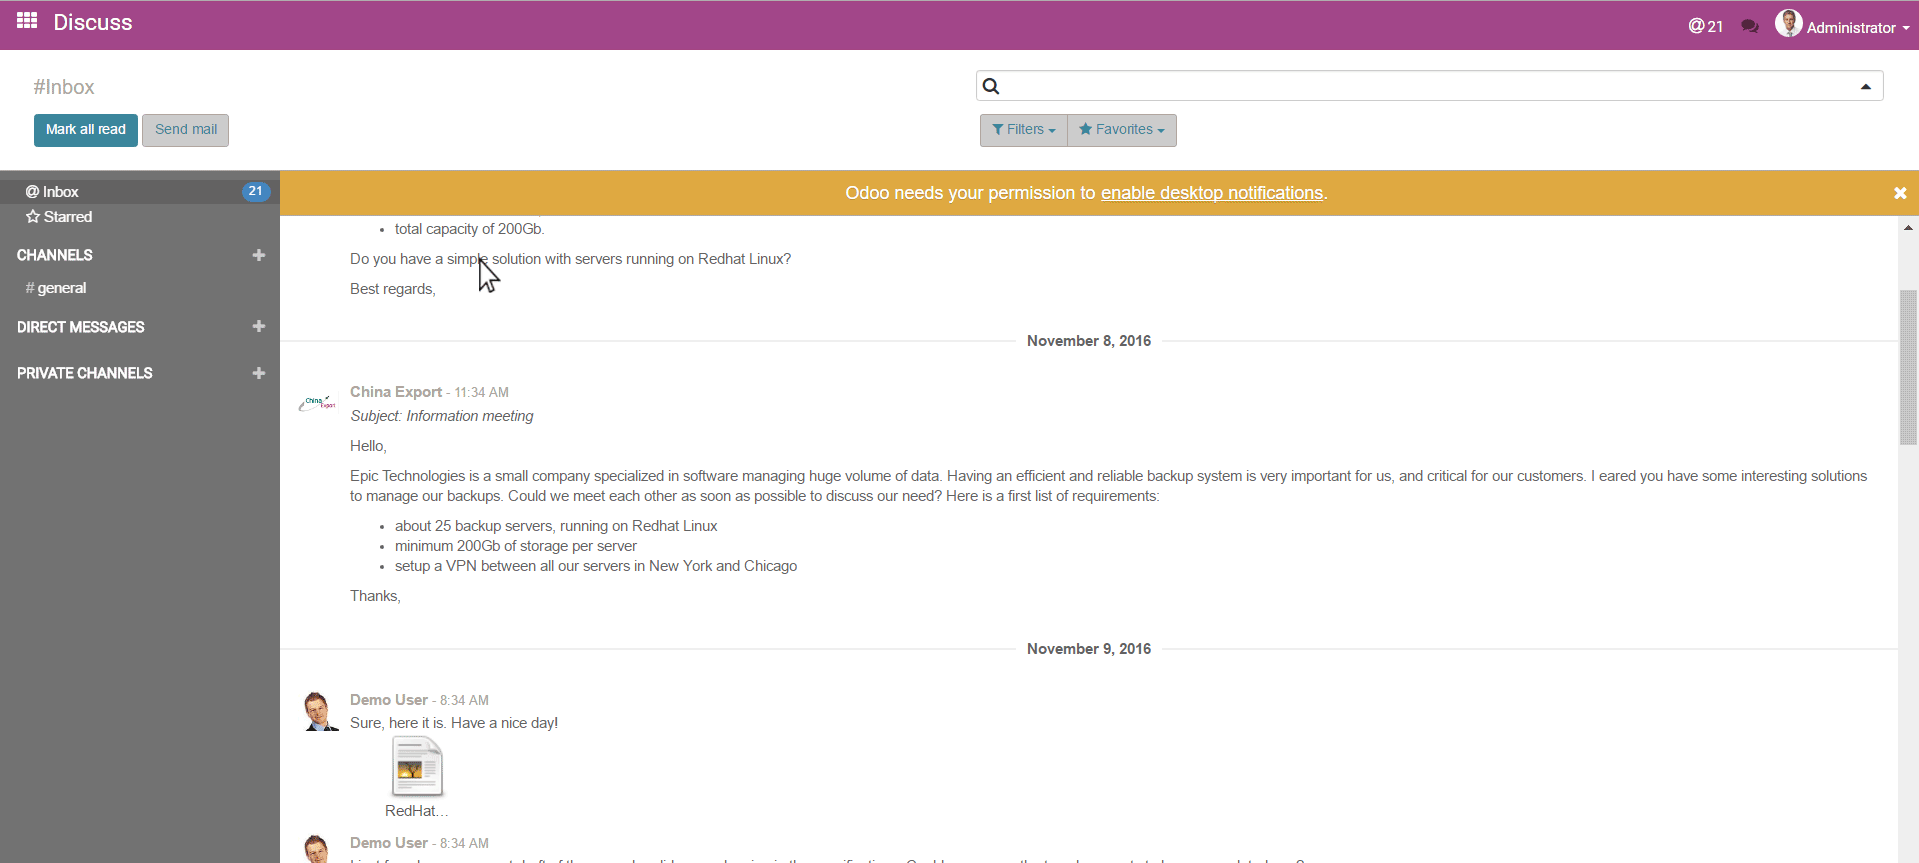 Discuss
@21
Administrator
#Inbox
Mark all read
Send mail
Filters
Favorites
@ Inbox
21
Starred
CHANNELS
+
# general
DIRECT MESSAGES
+
PRIVATE CHANNELS
+
Odoo needs your permission to enable desktop notifications.
• total capacity of 200Gb.
Do you have a simple solution with servers running on Redhat Linux?
Best regards,
November 8, 2016
China Export
China Export - 11:34 AM
Subject: Information meeting
Hello,
Epic Technologies is a small company specialized in software managing huge volume of data. Having an efficient and reliable backup system is very important for us, and critical for our customers. I eared you have some interesting solutions
to manage our backups. Could we meet each other as soon as possible to discuss our need? Here is a first list of requirements:
• about 25 backup servers, running on Redhat Linux
• minimum 200Gb of storage per server
• setup a VPN between all our servers in New York and Chicago
Thanks,
November 9, 2016
Demo User - 8:34 AM
Sure, here it is. Have a nice day!
RedHat...
Demo User - 8:34 AM